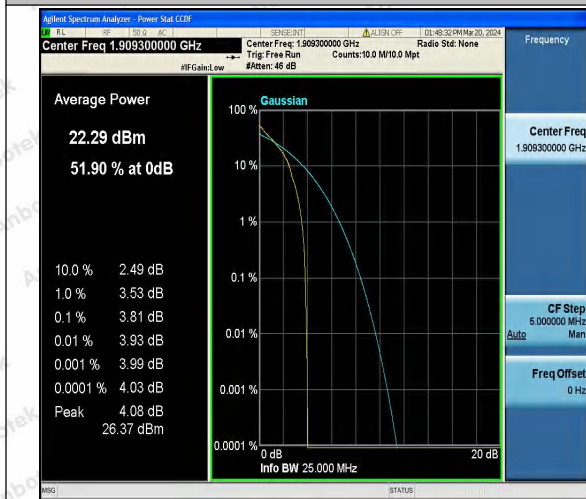 Agilent Spectrum Analyzer - Power Stat CCDF
RL RF 50 Ω AC SENSE:INT ALIGN OFF 01:48:32 PM Mar 20, 2024
Center Freq 1.909300000 GHz
Center Freq: 1.909300000 GHz
Radio Std: None
Trig: Free Run Counts:10.0 M/10.0 Mpt
#IFGain:Low
#Atten: 46 dB
Frequency
Average Power
22.29 dBm
51.90 % at 0dB
10.0 % 2.49 dB
1.0 % 3.53 dB
0.1 % 3.81 dB
0.01 % 3.93 dB
0.001 % 3.99 dB
0.0001 % 4.03 dB
Peak 4.08 dB
26.37 dBm
Gaussian
100 %
10 %
1 %
0.1 %
0.01 %
0.001 %
0.0001 %
0 dB 20 dB
Info BW 25.000 MHz
Center Freq
1.909300000 GHz
CF Step
5.000000 MHz
Auto Man
Freq Offset
0 Hz
MSG STATUS